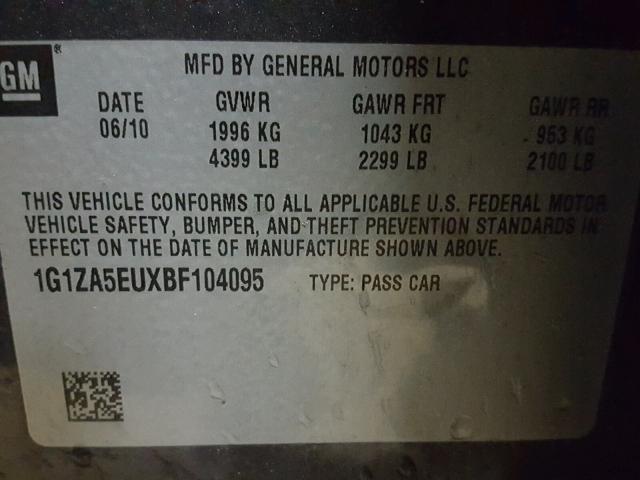 GM ®
MFD BY GENERAL MOTORS LLC
DATE GVWR GAWR FRT GAWR RR
06/10 1996 KG 1043 KG 953 KG
4399 LB 2299 LB 2100 LB
THIS VEHICLE CONFORMS TO ALL APPLICABLE U.S. FEDERAL MOTOR
VEHICLE SAFETY, BUMPER, AND THEFT PREVENTION STANDARDS IN
EFFECT ON THE DATE OF MANUFACTURE SHOWN ABOVE.
1G1ZA5EUXBF104095 TYPE: PASS CAR